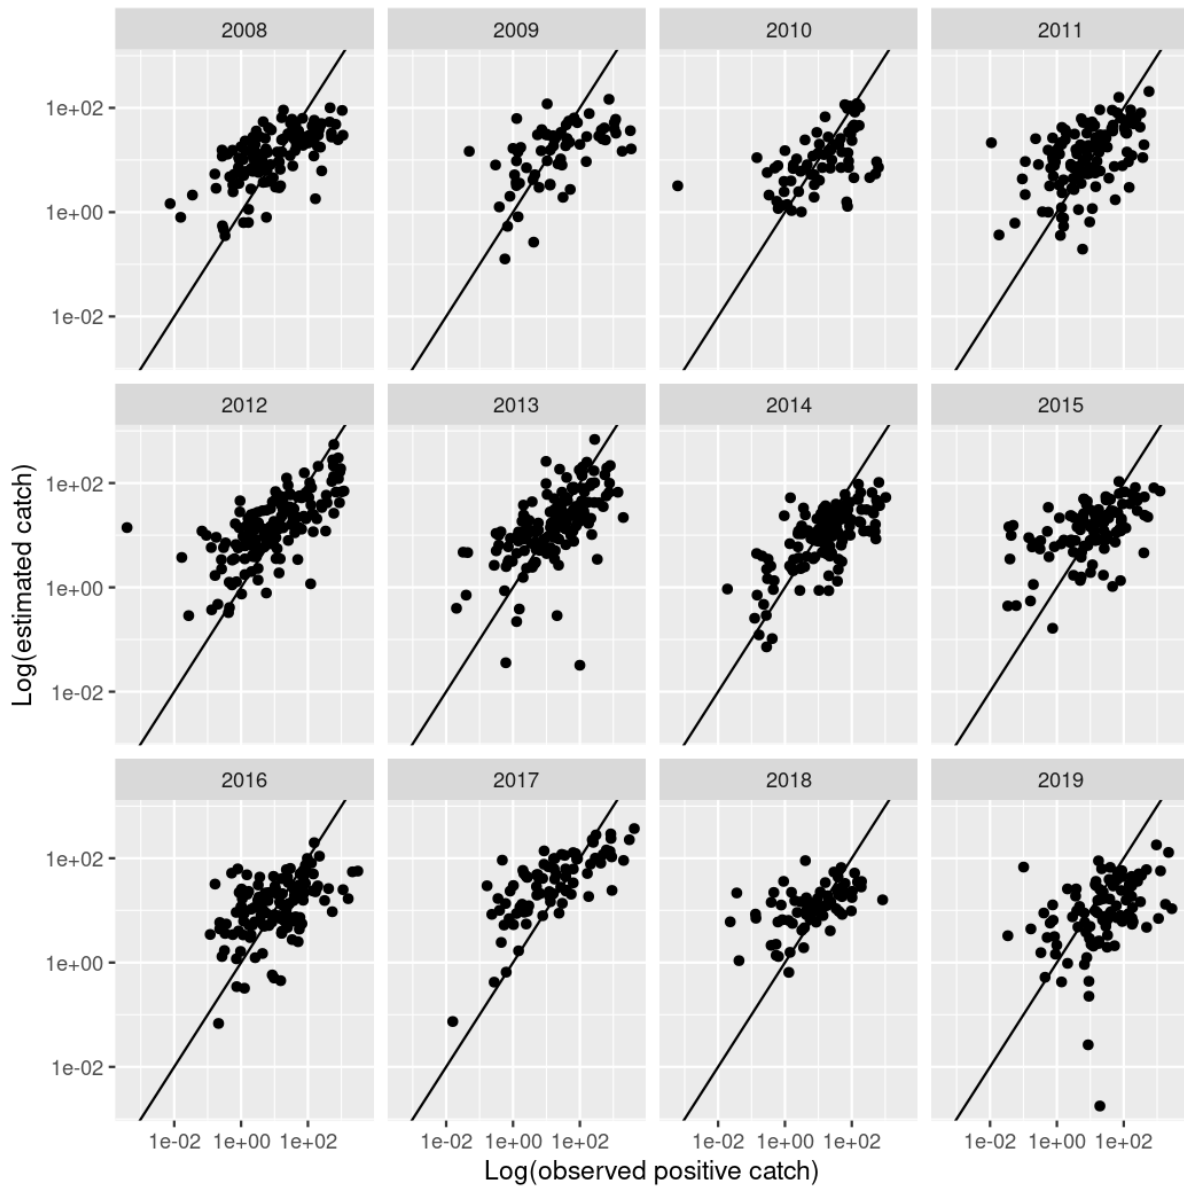 2008 2009 2010 2011
1e+02
1e+00
1e-02
2012 2013 2014 2015
1e+02
1e+00
1e-02
2016 2017 2018 2019
1e+02
1e+00
1e-02
1e-02 1e+00 1e+02 1e-02 1e+00 1e+02 1e-02 1e+00 1e+02 1e-02 1e+00 1e+02
Log(observed positive catch)
Log(estimated catch)